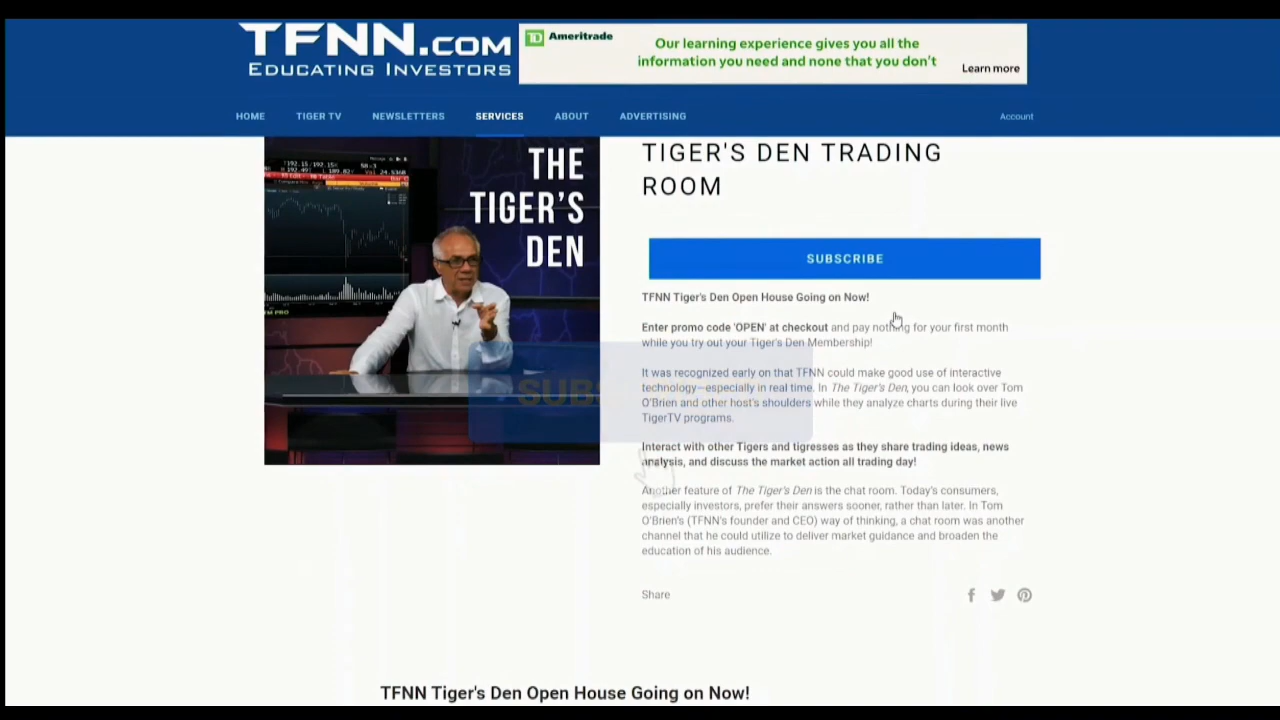 TFNN.COM
EDUCATING INVESTORS
TD Ameritrade
Our learning experience gives you all the
information you need and none that you don't
Learn more
HOME
TIGER TV
NEWSLETTERS
SERVICES
ABOUT
ADVERTISING
Account
THE
TIGER'S
DEN
TIGER'S DEN TRADING
ROOM
SUBSCRIBE
TFNN Tiger's Den Open House Going on Now!
Enter promo code 'OPEN' at checkout and pay nothing for your first month
while you try out your Tiger's Den Membership!
It was recognized early on that TFNN could make good use of interactive
technology—especially in real time. In The Tiger's Den, you can look over Tom
O'Brien and other host's shoulders while they analyze charts during their live
TigerTV programs.
Interact with other Tigers and tigresses as they share trading ideas, news
analysis, and discuss the market action all trading day!
Another feature of The Tiger's Den is the chat room. Today's consumers,
especially investors, prefer their answers sooner, rather than later. In Tom
O'Brien's (TFNN's founder and CEO) way of thinking, a chat room was another
channel that he could utilize to deliver market guidance and broaden the
education of his audience.
Share
TFNN Tiger's Den Open House Going on Now!